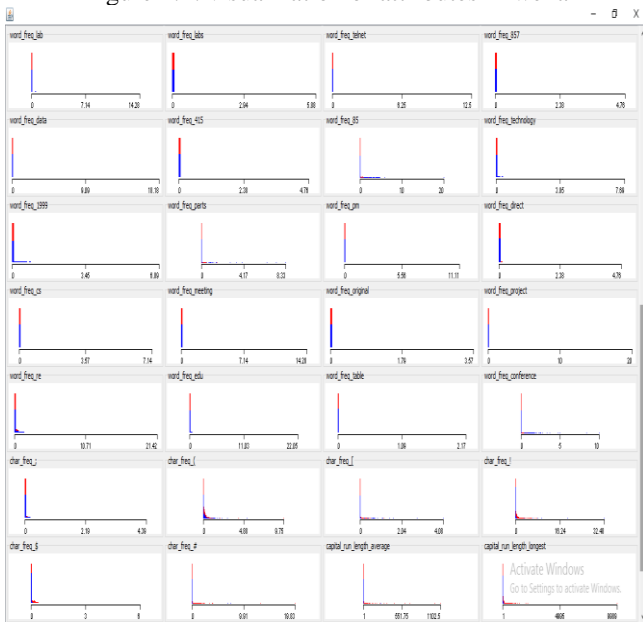 word_freq_lab word_freq_labs word_freq_telnet word_freq_857
0 7.14 14.28 0 2.94 5.88 0 6.25 12.5 0 2.38 4.76
word_freq_data word_freq_415 word_freq_85 word_freq_technology
0 9.09 18.18 0 2.38 4.76 0 10 20 0 3.85 7.69
word_freq_1999 word_freq_parts word_freq_pm word_freq_direct
0 3.45 6.89 0 4.17 8.33 0 5.56 11.11 0 2.38 4.76
word_freq_cs word_freq_meeting word_freq_original word_freq_project
0 3.57 7.14 0 7.14 14.28 0 1.79 3.57 0 10 20
word_freq_re word_freq_edu word_freq_table word_freq_conference
0 10.71 21.42 0 11.03 22.05 0 1.09 2.17 0 5 10
char_freq_; char_freq_( char_freq_[ char_freq_!
0 2.19 4.39 0 4.88 9.75 0 2.04 4.08 0 16.24 32.48
char_freq_$ char_freq_# capital_run_length_average capital_run_length_longest
0 3 6 0 9.91 19.83 1 551.75 1102.5 1
Activate Windows
Go to Settings to activate Windows.